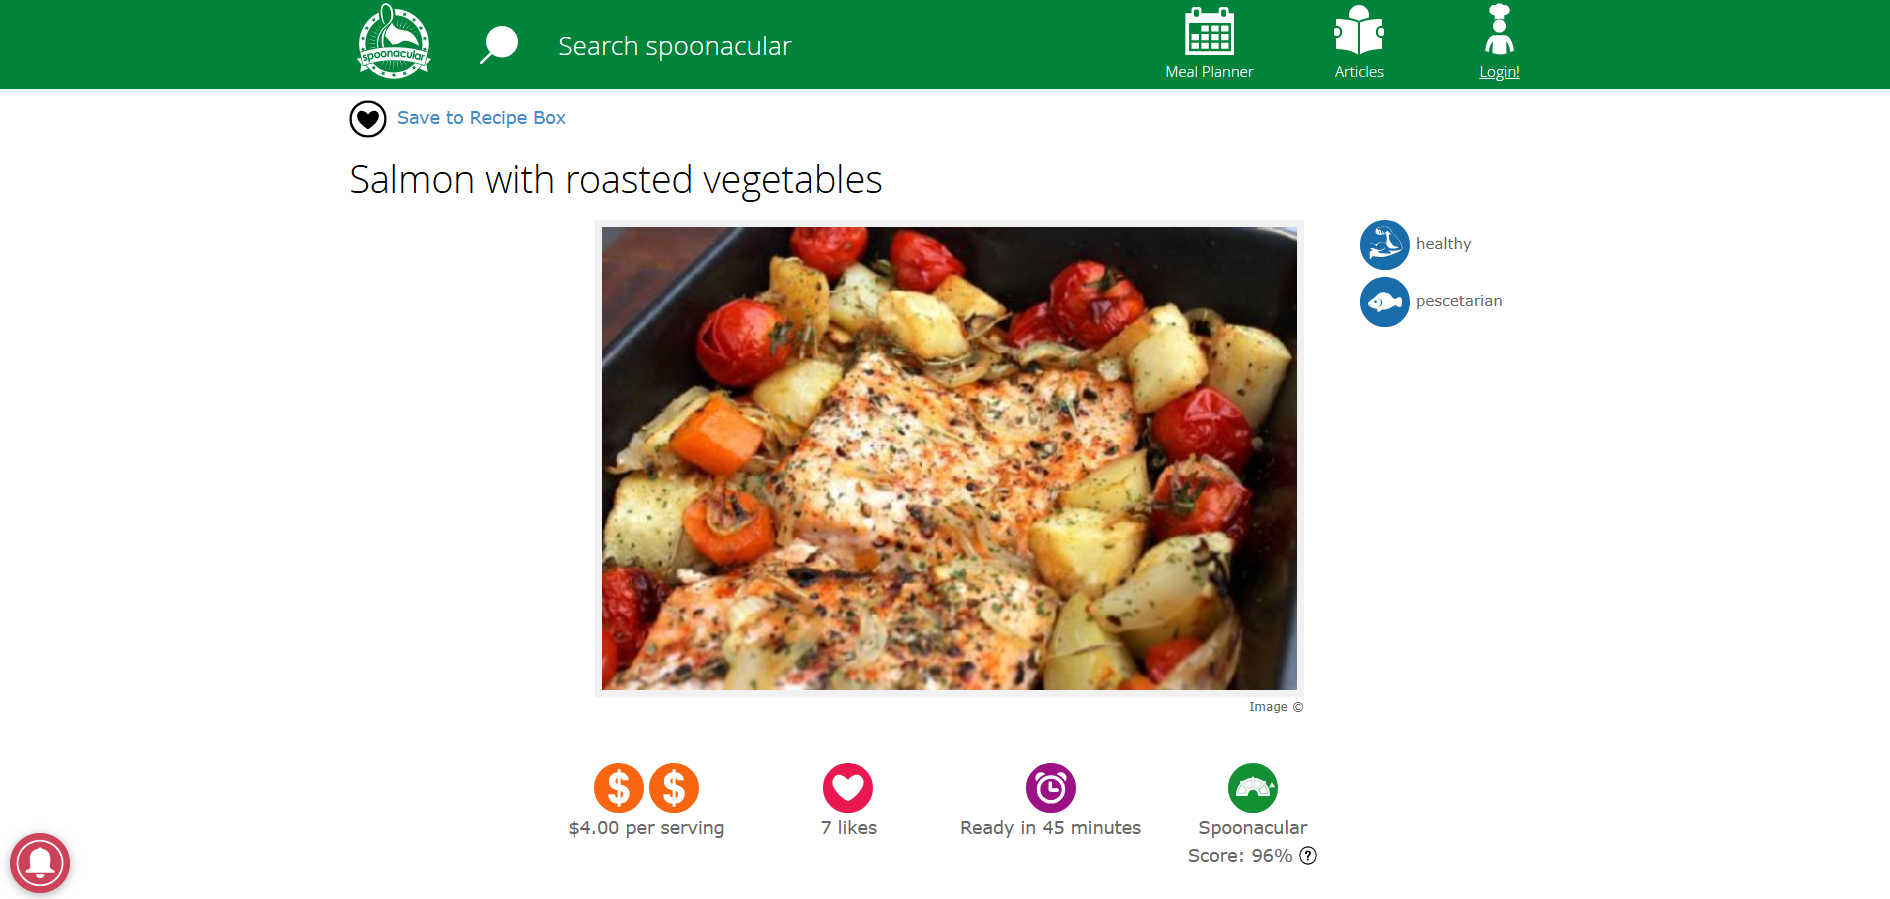 spoonacular
Search spoonacular
Meal Planner
Articles
Login!
Save to Recipe Box
Salmon with roasted vegetables
healthy
pescetarian
Image ©
$ $
$4.00 per serving
7 likes
Ready in 45 minutes
Spoonacular
Score: 96% ?